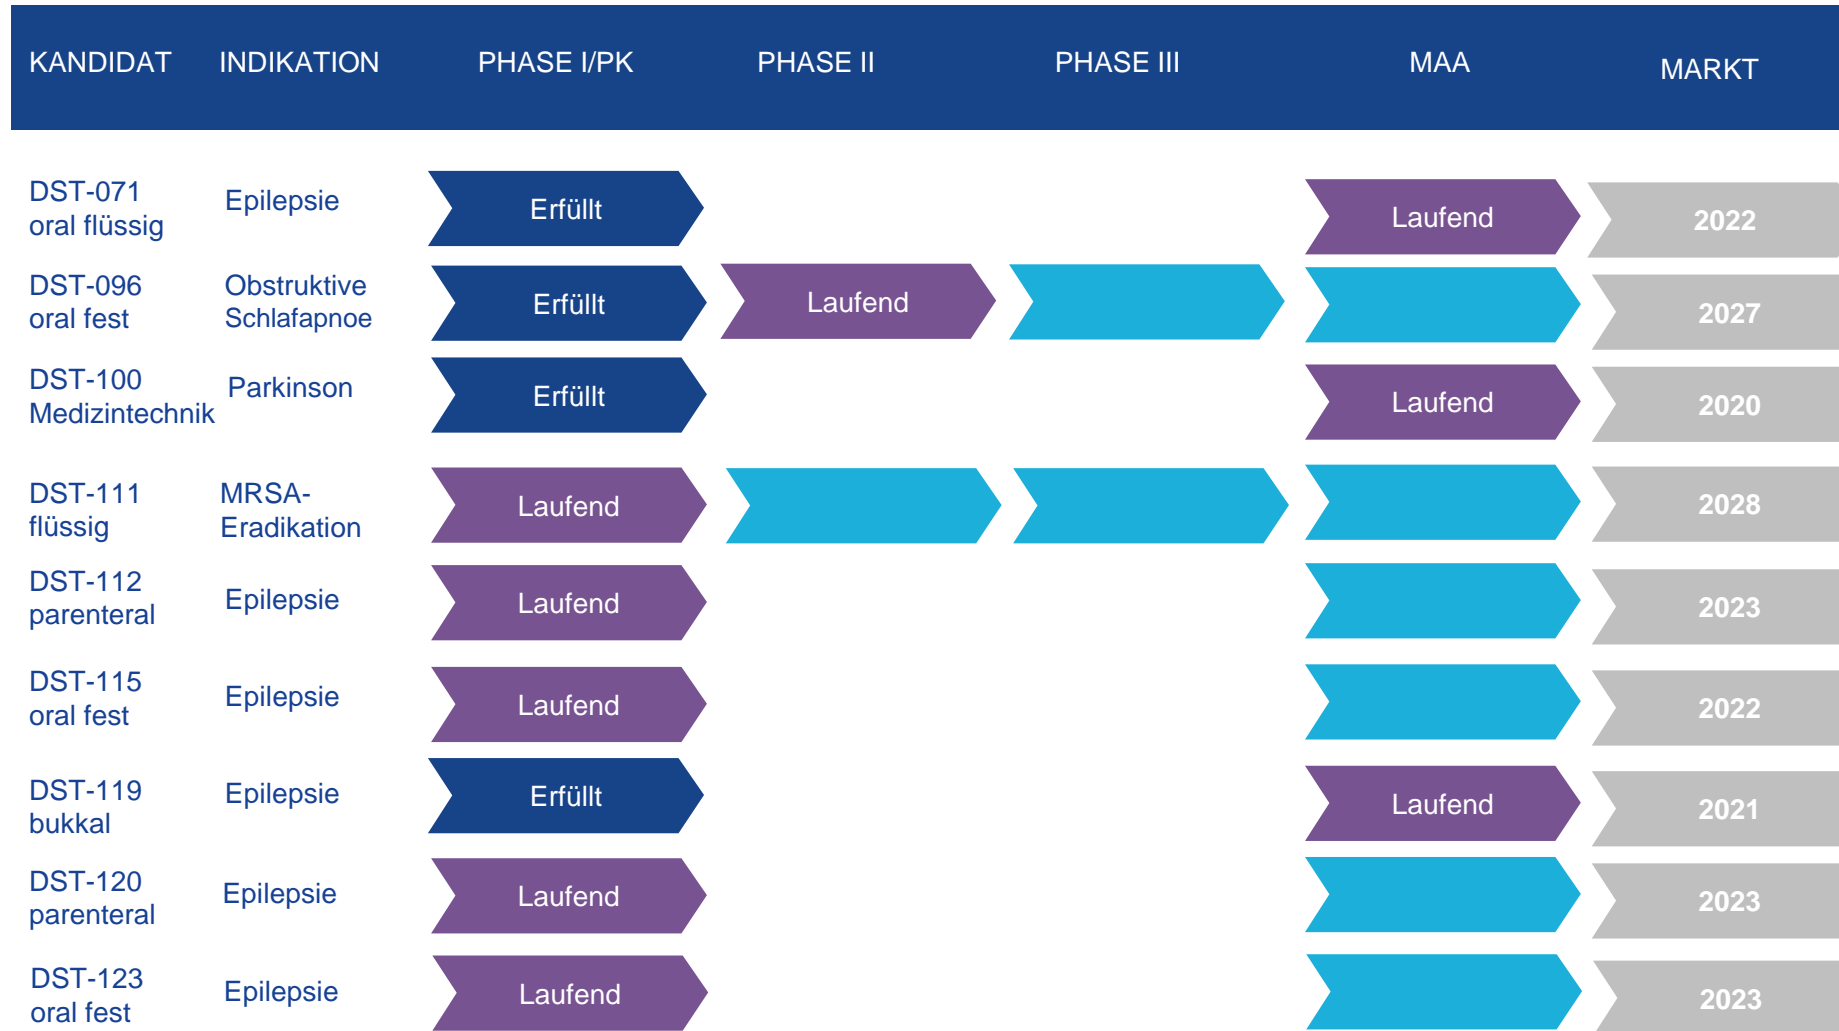 KANDIDAT INDIKATION PHASE I/PK PHASE II PHASE III MAA MARKT
DST-071
oral flüssig
Epilepsie
Erfüllt
Laufend
2022
DST-096
oral fest
Obstruktive
Schlafapnoe
Erfüllt
Laufend
2027
DST-100
Medizintechnik
Parkinson
Erfüllt
Laufend
2020
DST-111
flüssig
MRSA-
Eradikation
Laufend
2028
DST-112
parenteral
Epilepsie
Laufend
2023
DST-115
oral fest
Epilepsie
Laufend
2022
DST-119
bukkal
Epilepsie
Erfüllt
Laufend
2021
DST-120
parenteral
Epilepsie
Laufend
2023
DST-123
oral fest
Epilepsie
Laufend
2023